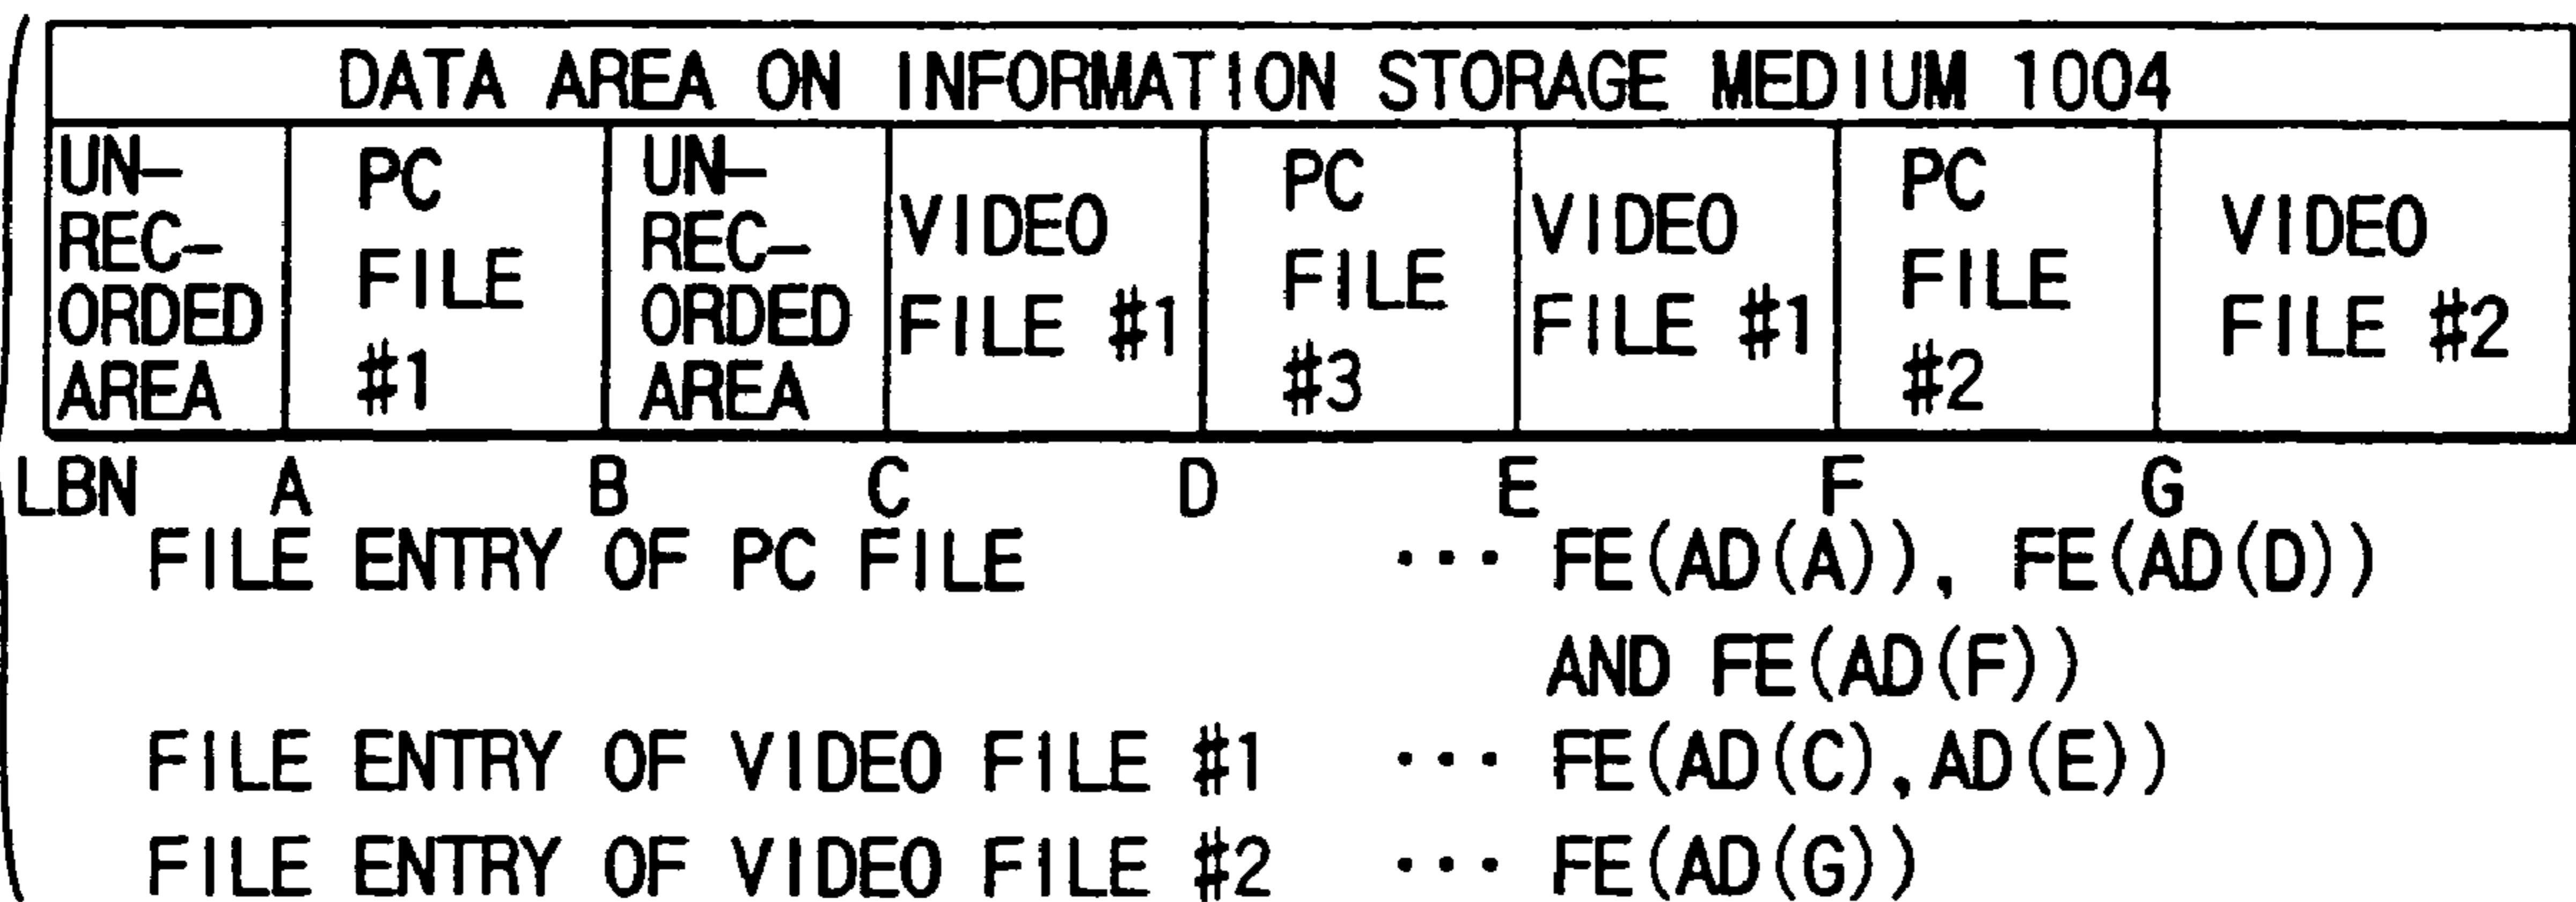 DATA AREA ON INFORMATION STORAGE MEDIUM 1004
UN-
REC-
ORDED
AREA
PC
FILE
#1
UN-
REC-
ORDED
AREA
VIDEO
FILE #1
PC
FILE
#3
VIDEO
FILE #1
PC
FILE
#2
VIDEO
FILE #2
LBN A B C D E F G
FILE ENTRY OF PC FILE ··· FE(AD(A)), FE(AD(D))
AND FE(AD(F))
FILE ENTRY OF VIDEO FILE #1 ··· FE(AD(C),AD(E))
FILE ENTRY OF VIDEO FILE #2 ··· FE(AD(G))